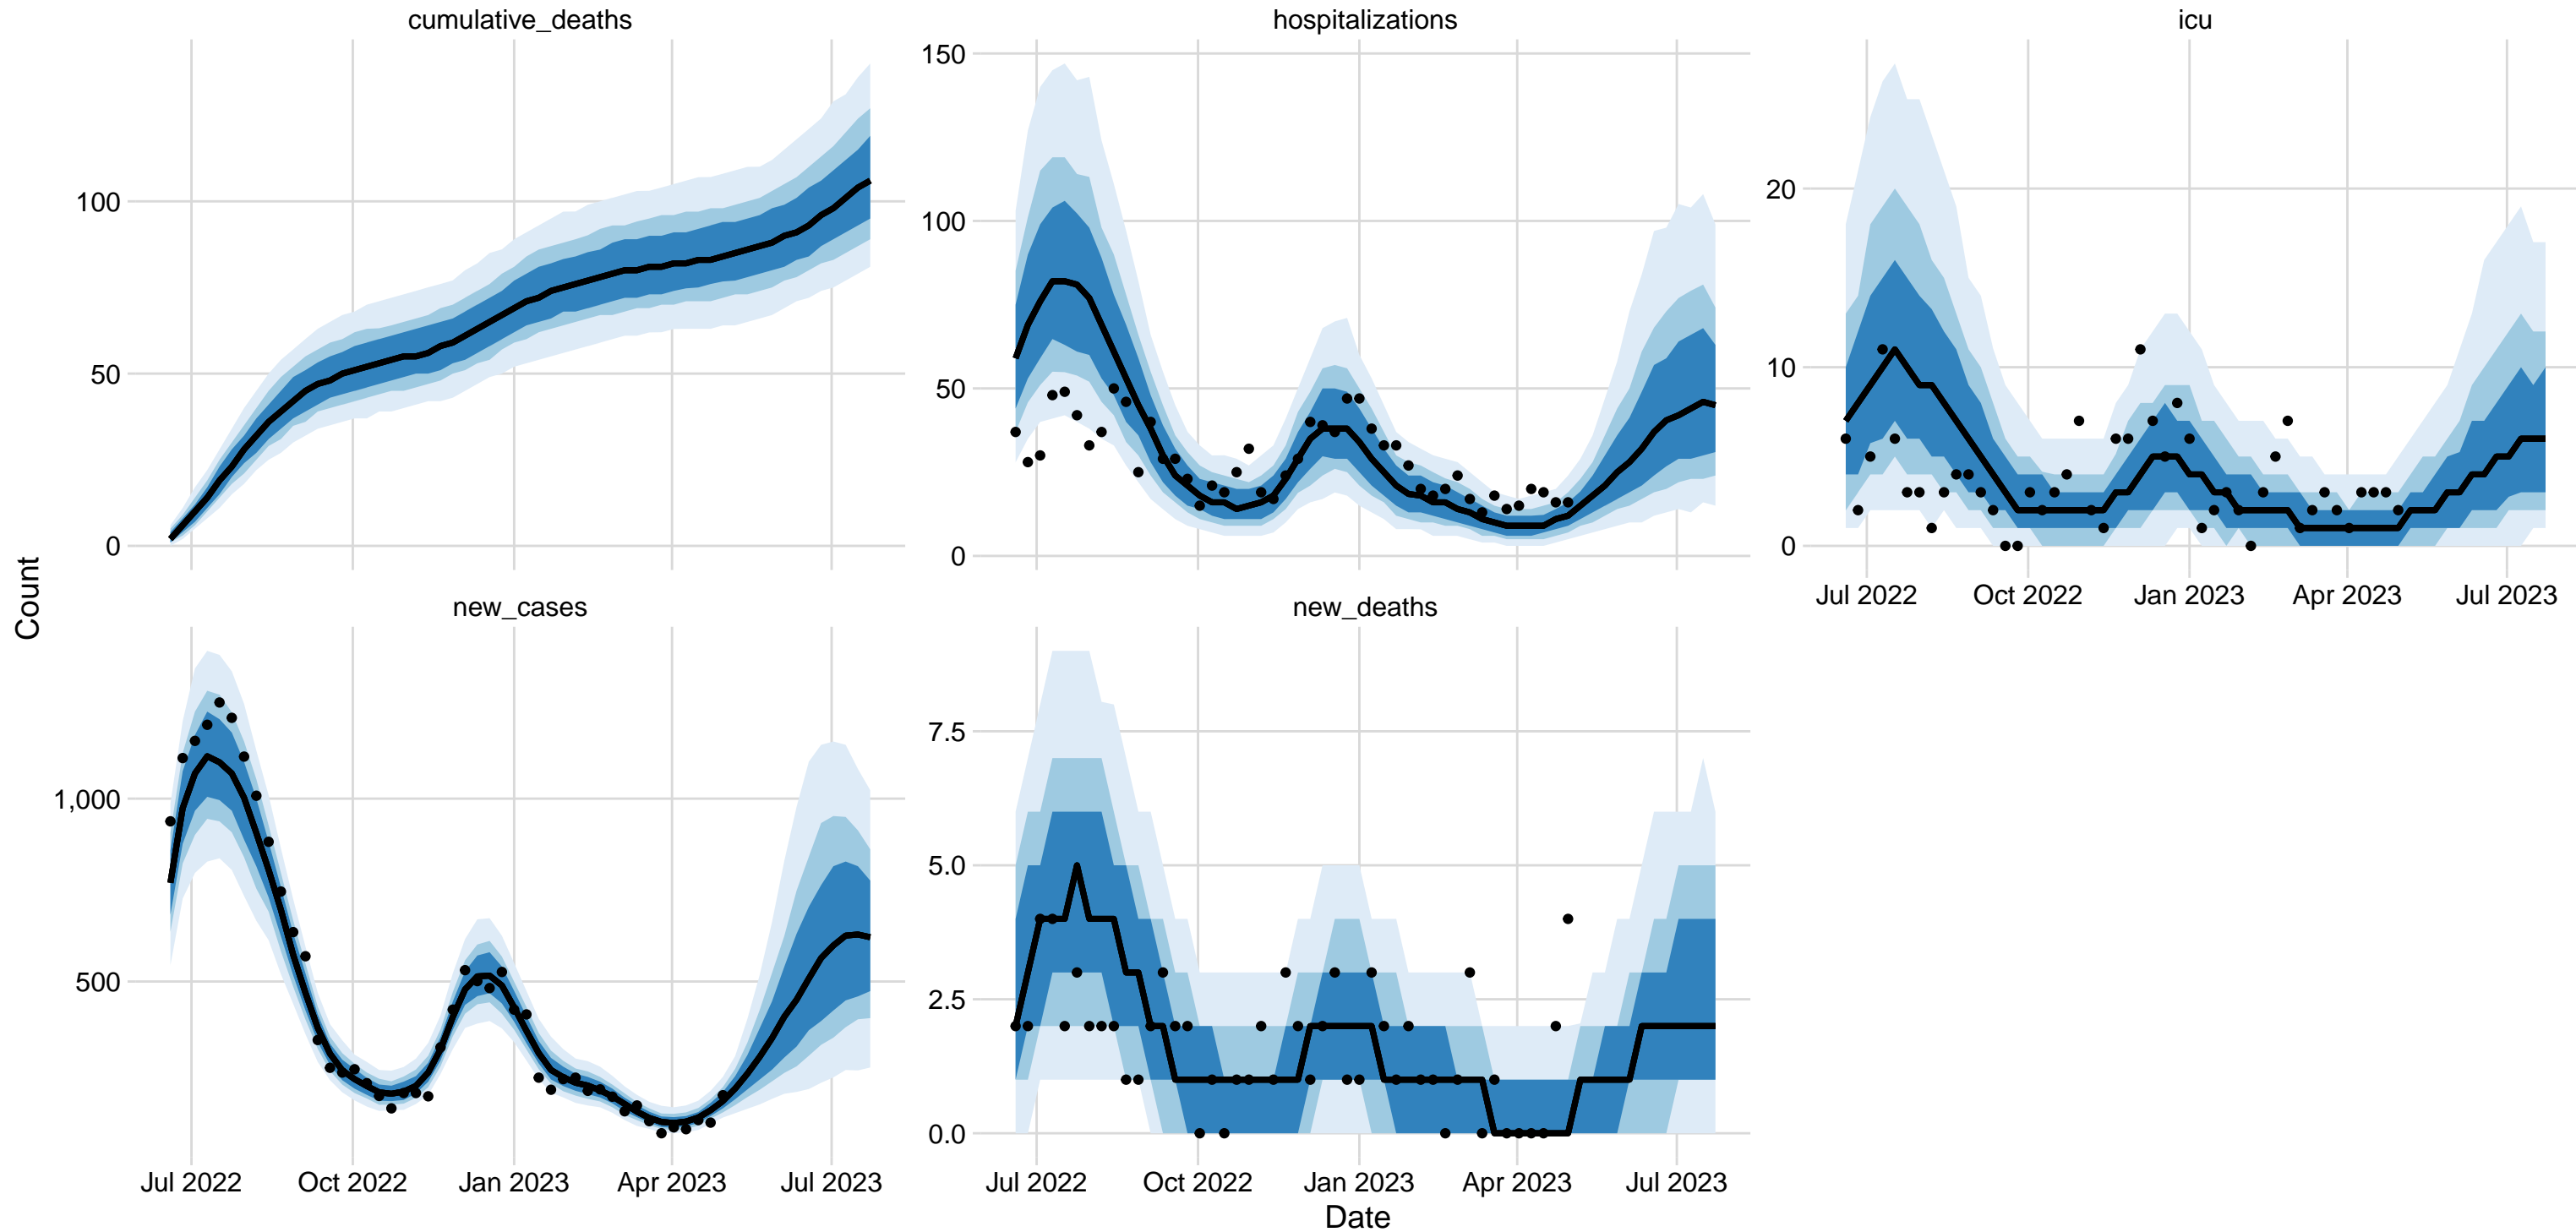 cumulative_deaths
hospitalizations
icu
150
100
50
0
100
50
0
20
10
0
Jul 2022
Oct 2022
Jan 2023
Apr 2023
Jul 2023
Count
new_cases
new_deaths
1,000
500
7.5
5.0
2.5
0.0
Jul 2022
Oct 2022
Jan 2023
Apr 2023
Jul 2023
Jul 2022
Oct 2022
Jan 2023
Apr 2023
Jul 2023
Date